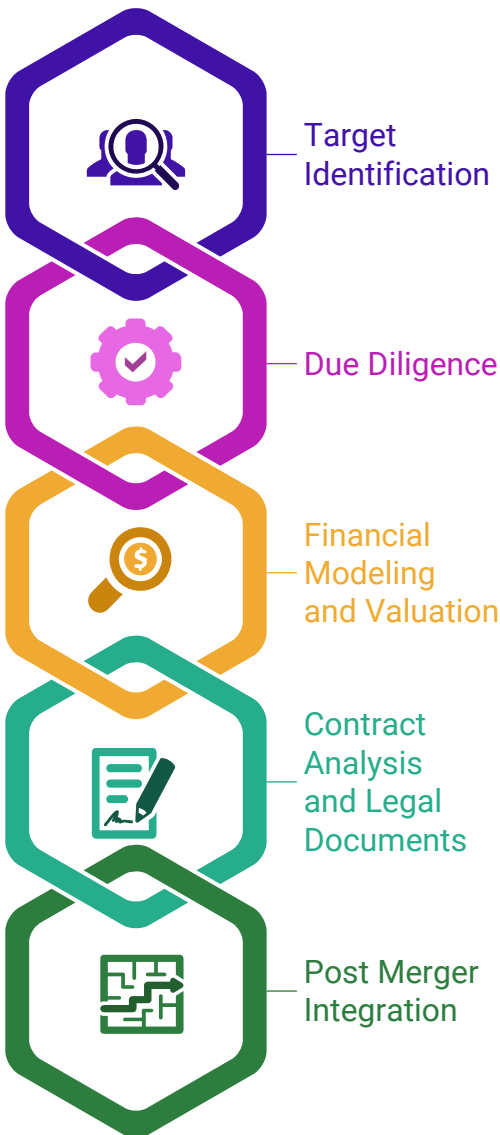 Target
Identification
Due Diligence
Financial
Modeling
and Valuation
Contract
Analysis
and Legal
Documents
Post Merger
Integration